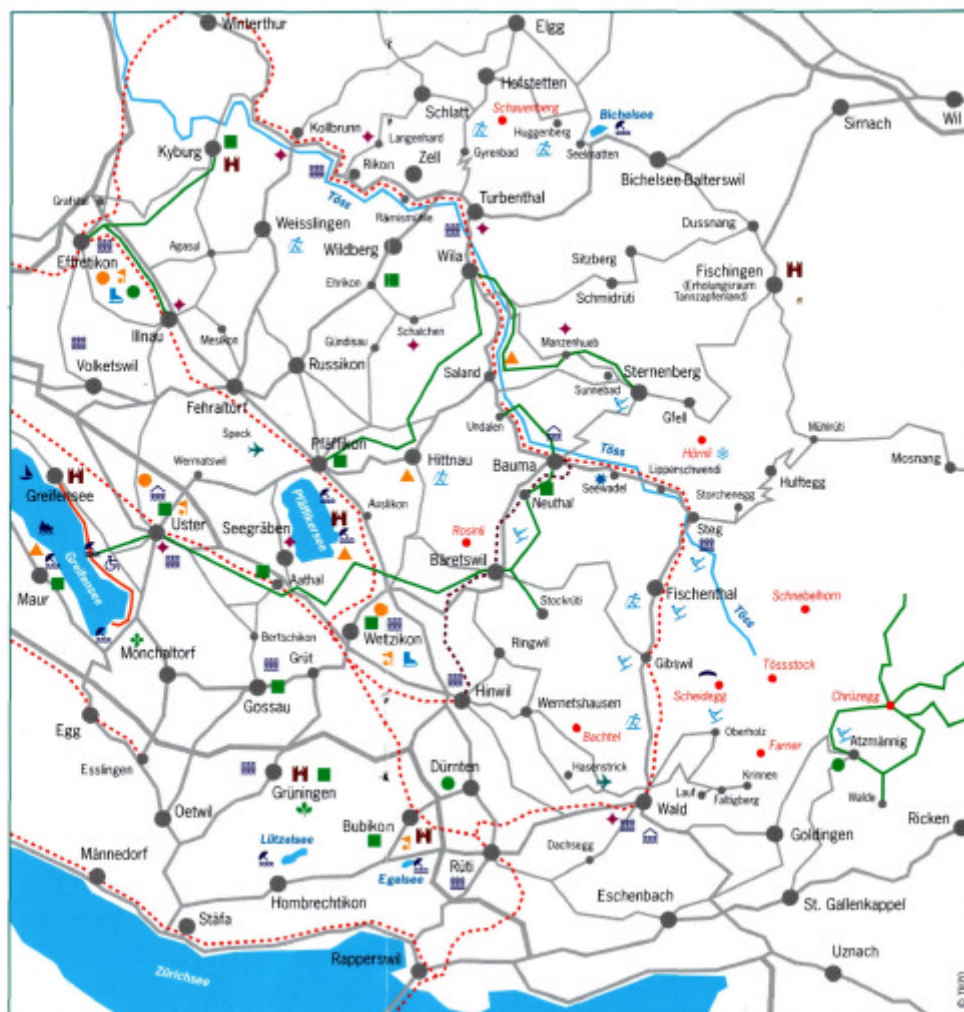 Winterthur
Elgg
Hofstetten
Schauenberg
Schlatt
Bichelsee
Kollbrunn
Langenhard
Huggenberg
Sirnach
Wil
Kyburg
Rikon
Zell
Gyrenbad
Seelmatten
Bichelsee-Balterswil
Grafstal
Töss
Rämismühle
Turbenthal
Weisslingen
Dussnang
Effretikon
Agasul
Wildberg
Wila
Sitzberg
Fischingen
(Erholungsraum
Tannzapfenland)
Ehrikon
Schmidrüti
Illnau
Mesikon
Gündisau
Schalchen
Manzenhueb
Volketswil
Russikon
Saland
Sunnebad
Sternenberg
Fehraltorf
Gfell
Undalen
Speck
Pfäffikon
Hittnau
Töss
Hörnli
Mühlrüti
Wermatswil
Bauma
Lipperschwendi
Mosnang
Greifensee
Pfäffikersee
Seewadel
Hulftegg
Neuthal
Storchenegg
Uster
Seegräben
Auslikon
Rosinli
Steg
Greifensee
Bäretswil
Maur
Aathal
Fischenthal
Schnebelhorn
Stockrüti
Töss
Bertschikon
Wetzikon
Ringwil
Mönchaltorf
Grüt
Gibswil
Tössstock
Gossau
Hinwil
Scheidegg
Chrüzegg
Egg
Wernetshausen
Bachtel
Oberholz
Farner
Atzmännig
Esslingen
Grüningen
Dürnten
Hasenstrick
Krinnen
Lauf
Faltigberg
Walde
Oetwil
Wald
Ricken
Bubikon
Goldingen
Lützelsee
Männedorf
Egelsee
Rüti
Dachsegg
Hombrechtikon
Eschenbach
St. Gallenkappel
Stäfa
Rapperswil
Uznach
Zürichsee